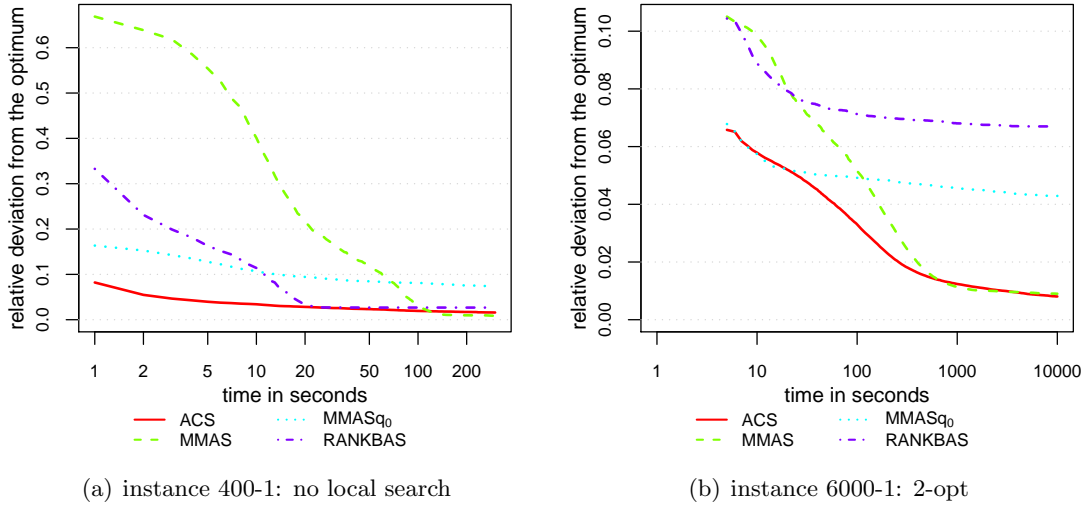 relative deviation from the optimum
0.6
0.5
0.4
0.3
0.2
0.1
0.0
1 2 5 10 20 50 100 200
time in seconds
ACS
MMAS
MMASq0
RANKBAS
(a) instance 400-1: no local search
relative deviation from the optimum
0.10
0.08
0.06
0.04
0.02
0.00
1 10 100 1000 10000
time in seconds
ACS
MMAS
MMASq0
RANKBAS
(b) instance 6000-1: 2-opt